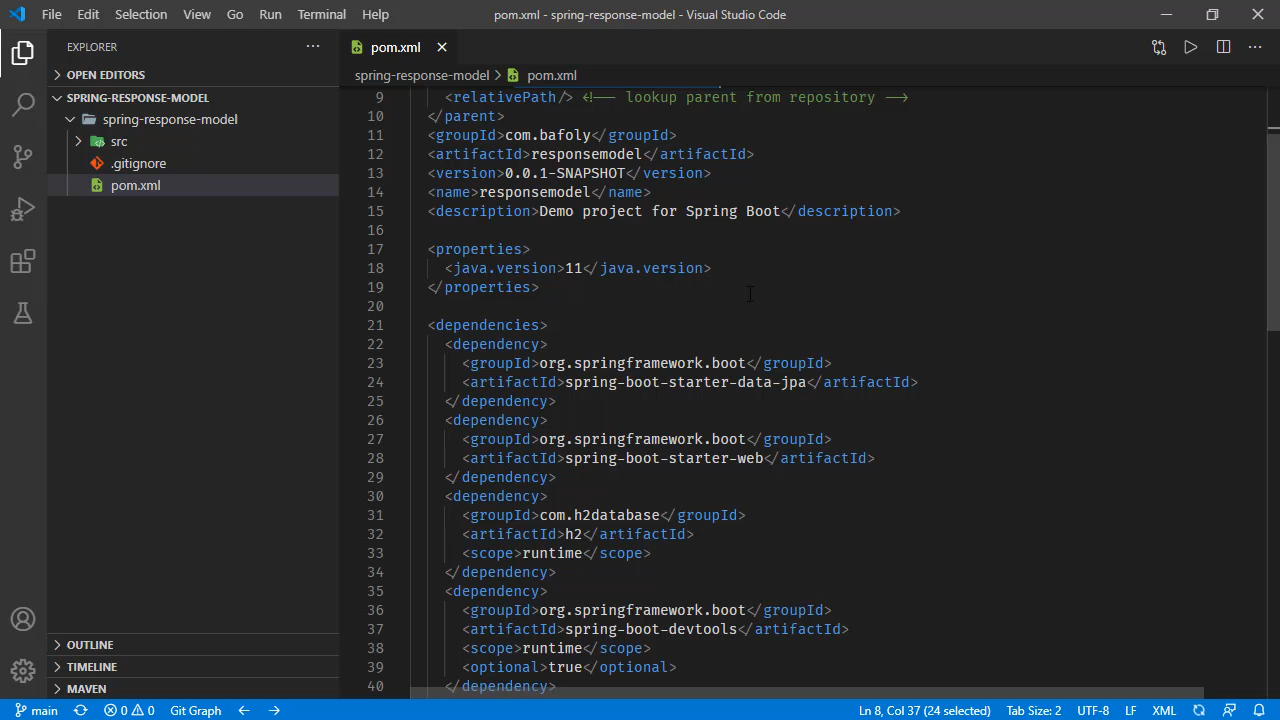 File Edit Selection View Go Run Terminal Help pom.xml - spring-response-model - Visual Studio Code
EXPLORER ···
pom.xml
OPEN EDITORS
SPRING-RESPONSE-MODEL
spring-response-model
src
.gitignore
pom.xml
OUTLINE
TIMELINE
MAVEN
spring-response-model > pom.xml
9 <relativePath/> <!-- lookup parent from repository -->
10 </parent>
11 <groupId>com.bafoly</groupId>
12 <artifactId>responsemodel</artifactId>
13 <version>0.0.1-SNAPSHOT</version>
14 <name>responsemodel</name>
15 <description>Demo project for Spring Boot</description>
16
17 <properties>
18 <java.version>11</java.version>
19 </properties>
20
21 <dependencies>
22 <dependency>
23 <groupId>org.springframework.boot</groupId>
24 <artifactId>spring-boot-starter-data-jpa</artifactId>
25 </dependency>
26 <dependency>
27 <groupId>org.springframework.boot</groupId>
28 <artifactId>spring-boot-starter-web</artifactId>
29 </dependency>
30 <dependency>
31 <groupId>com.h2database</groupId>
32 <artifactId>h2</artifactId>
33 <scope>runtime</scope>
34 </dependency>
35 <dependency>
36 <groupId>org.springframework.boot</groupId>
37 <artifactId>spring-boot-devtools</artifactId>
38 <scope>runtime</scope>
39 <optional>true</optional>
40 </dependency>
main 0 0 Git Graph Ln 8, Col 37 (24 selected) Tab Size: 2 UTF-8 LF XML